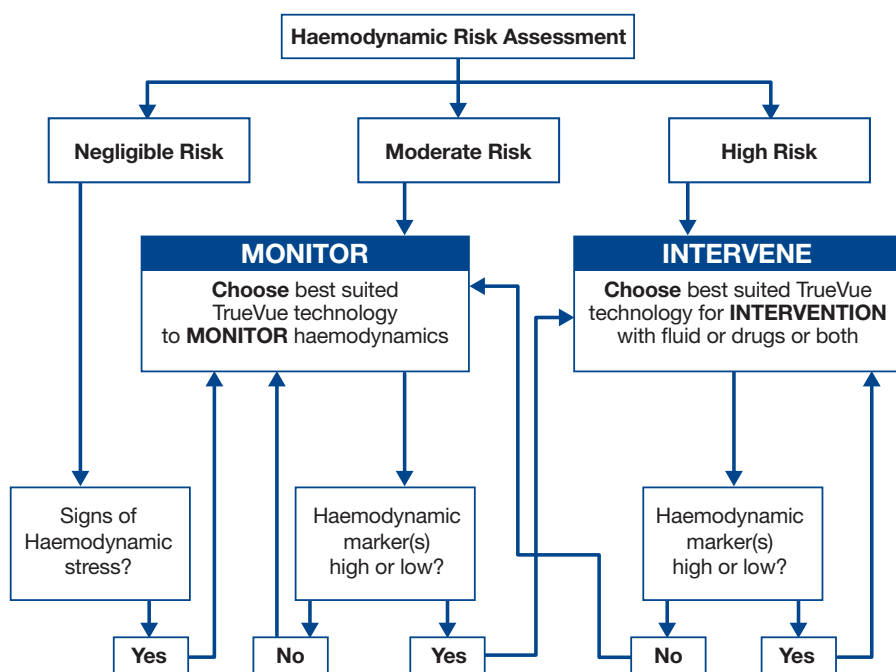 Haemodynamic Risk Assessment
Negligible Risk
Moderate Risk
High Risk
MONITOR
Choose best suited
TrueVue technology
to MONITOR haemodynamics
INTERVENE
Choose best suited TrueVue
technology for INTERVENTION
with fluid or drugs or both
Signs of
Haemodynamic
stress?
Haemodynamic
marker(s)
high or low?
Haemodynamic
marker(s)
high or low?
Yes
No
Yes
No
Yes